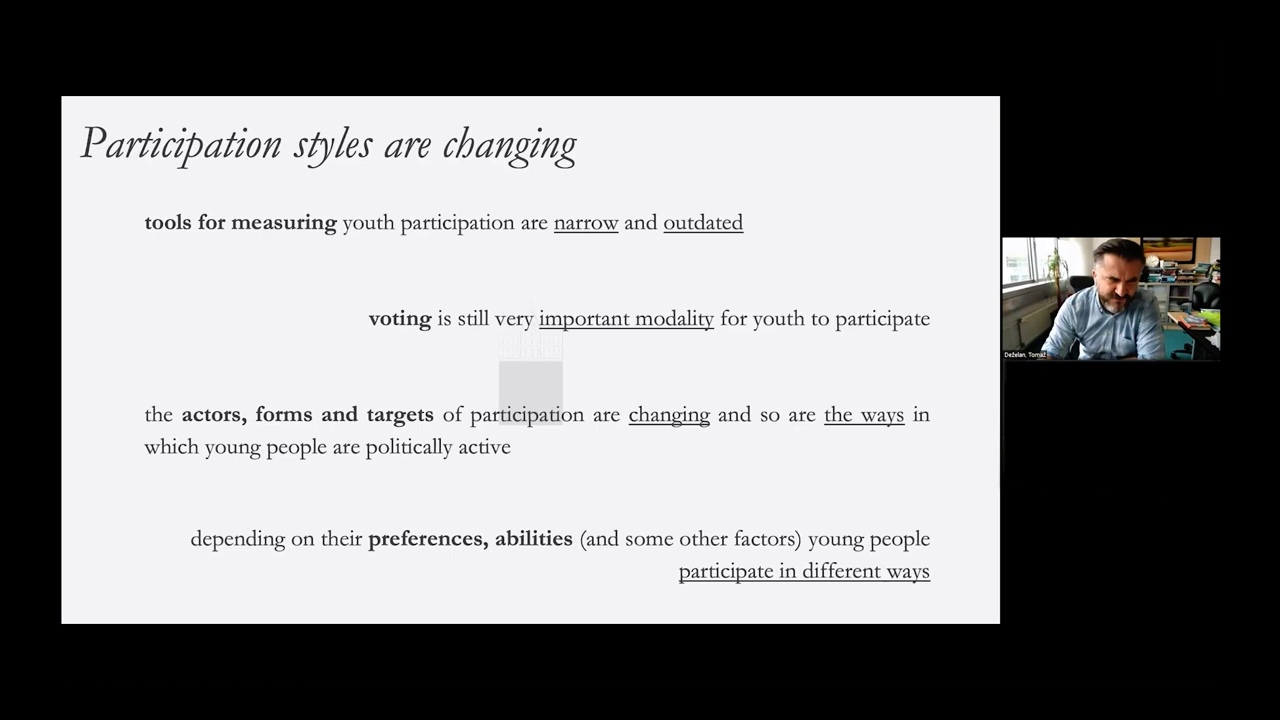 Participation styles are changing
tools for measuring youth participation are narrow and outdated
voting is still very important modality for youth to participate
the actors, forms and targets of participation are changing and so are the ways in
which young people are politically active
depending on their preferences, abilities (and some other factors) young people
participate in different ways
Deželan, Tomaž